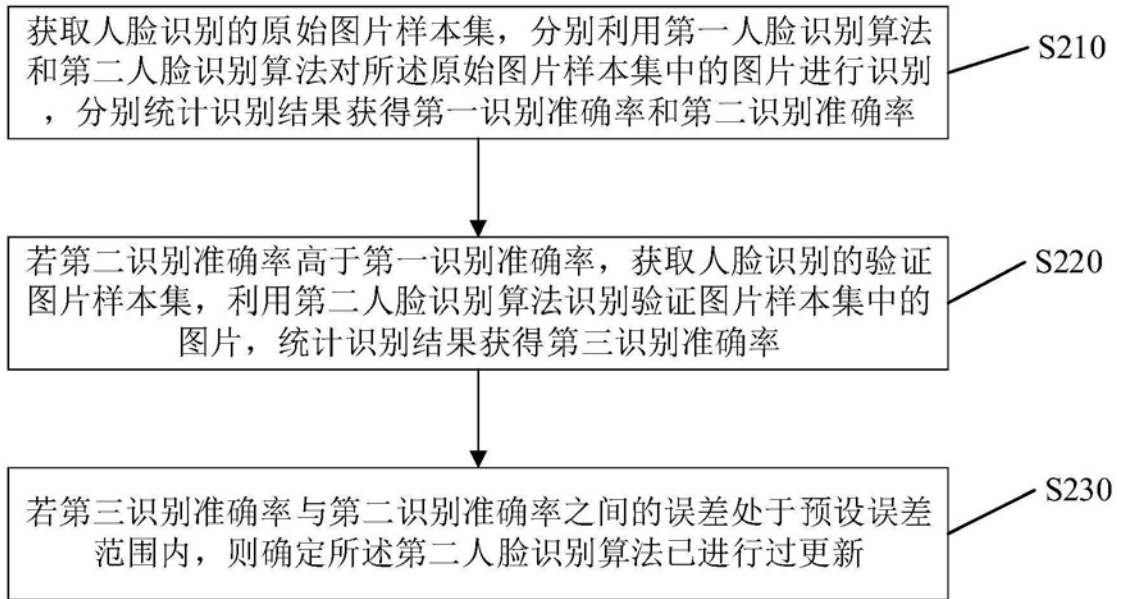 获取人脸识别的原始图片样本集，分别利用第一人脸识别算法
和第二人脸识别算法对所述原始图片样本集中的图片进行识别
，分别统计识别结果获得第一识别准确率和第二识别准确率
S210
若第二识别准确率高于第一识别准确率，获取人脸识别的验证
图片样本集，利用第二人脸识别算法识别验证图片样本集中的
图片，统计识别结果获得第三识别准确率
S220
若第三识别准确率与第二识别准确率之间的误差处于预设误差
范围内，则确定所述第二人脸识别算法已进行过更新
S230